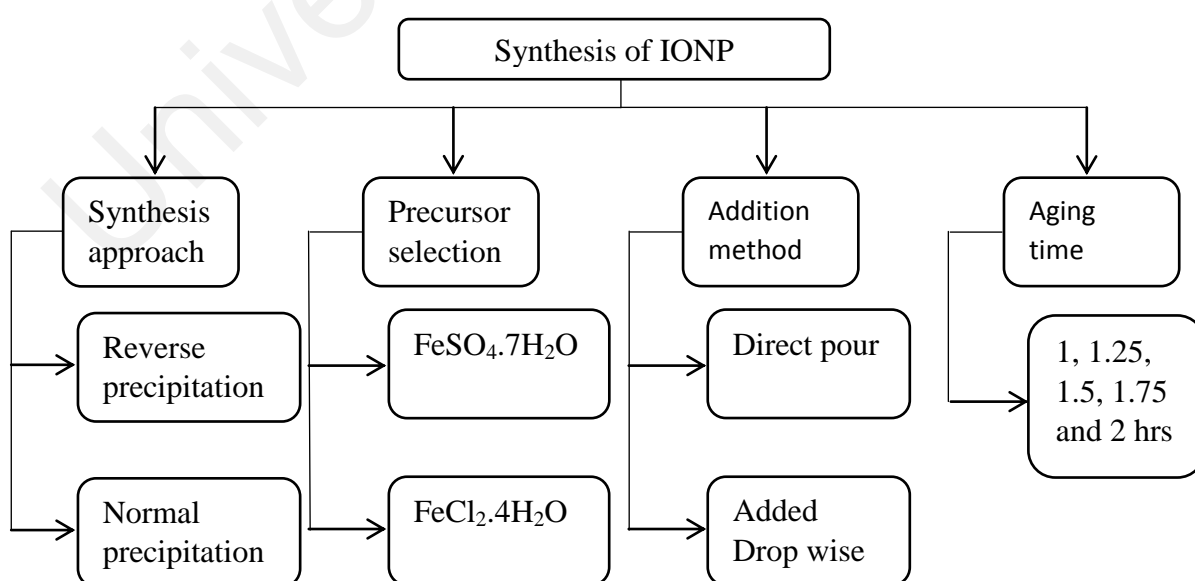 Synthesis of IONP
Synthesis
approach
Precursor
selection
Addition
method
Aging
time
Reverse
precipitation
FeSO₄.7H₂O
Direct pour
1, 1.25,
1.5, 1.75
and 2 hrs
Normal
precipitation
FeCl₂.4H₂O
Added
Drop wise
Unive